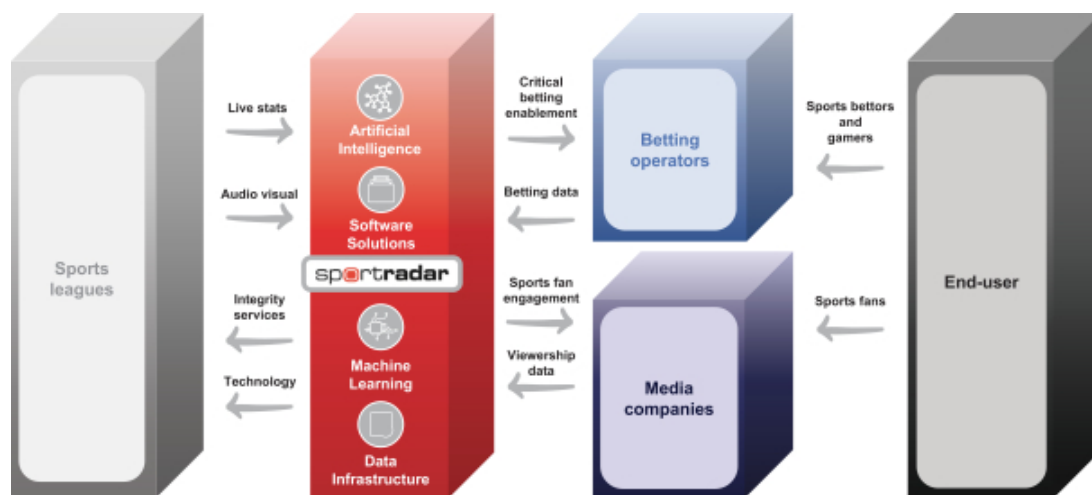 Sports
leagues
Live stats
Audio visual
Integrity
services
Technology
Artificial
Intelligence
Software
Solutions
sportradar
Machine
Learning
Data
Infrastructure
Critical
betting
enablement
Betting data
Sports fan
engagement
Viewership
data
Betting
operators
Media
companies
Sports bettors
and
gamers
Sports fans
End-user